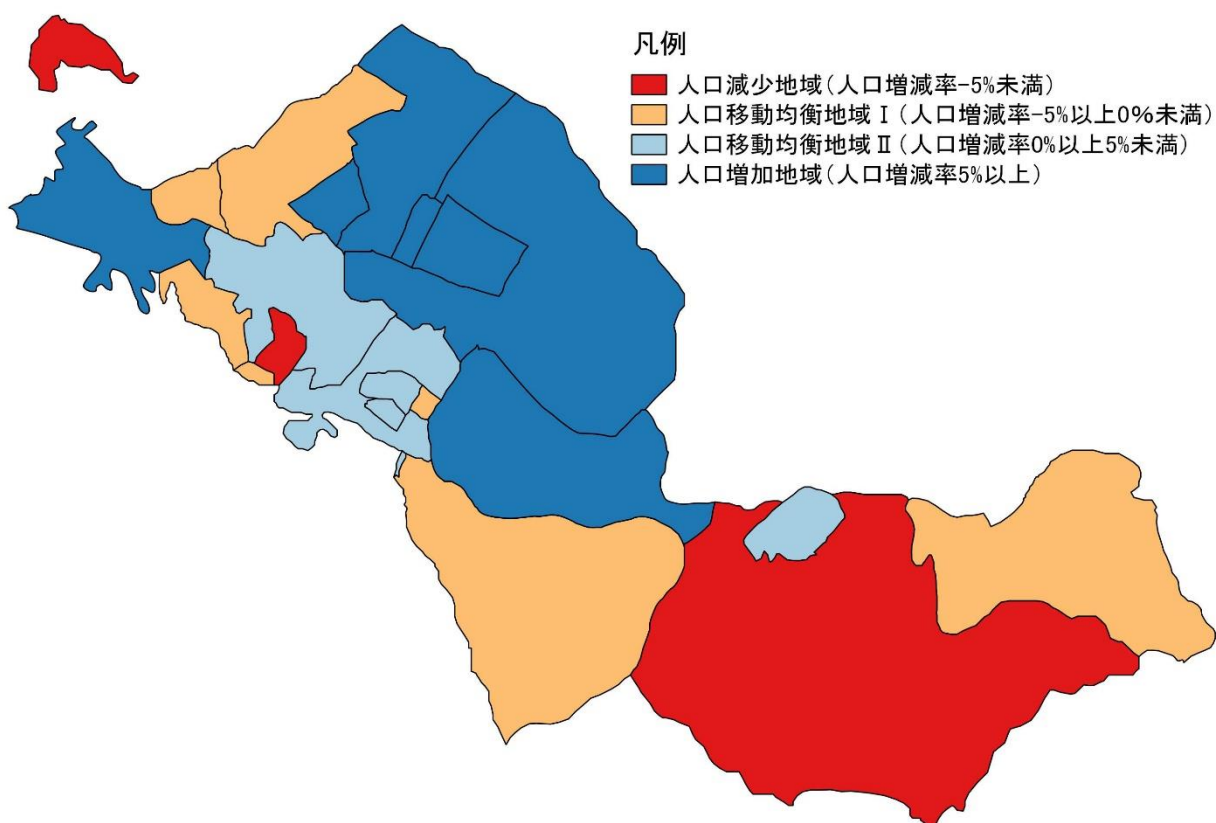 凡例
人口減少地域(人口増減率-5%未満)
人口移動均衡地域Ⅰ(人口増減率-5%以上0%未満)
人口移動均衡地域Ⅱ(人口増減率0%以上5%未満)
人口増加地域(人口増減率5%以上)